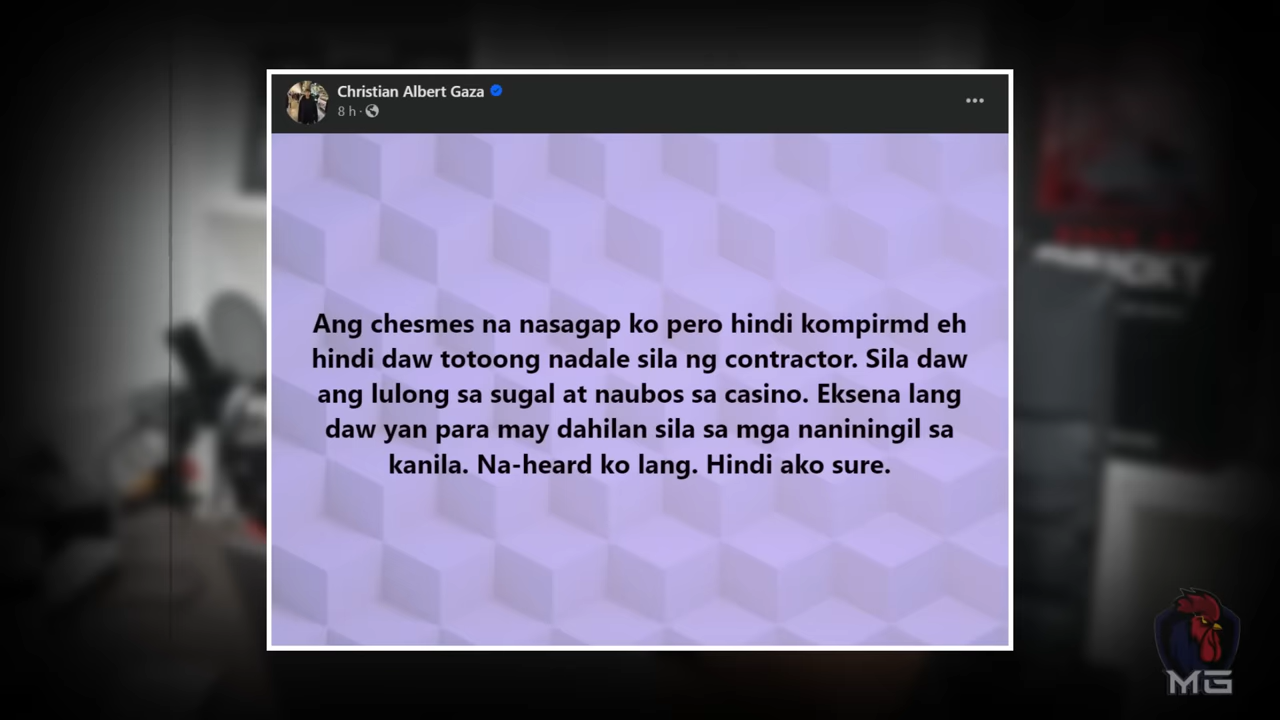 Christian Albert Gaza
8 h
Ang chesmes na nasagap ko pero hindi kompirmd eh
hindi daw totoong nadale sila ng contractor. Sila daw
ang lulong sa sugal at naubos sa casino. Eksena lang
daw yan para may dahilan sila sa mga naniningil sa
kanila. Na-heard ko lang. Hindi ako sure.
MG